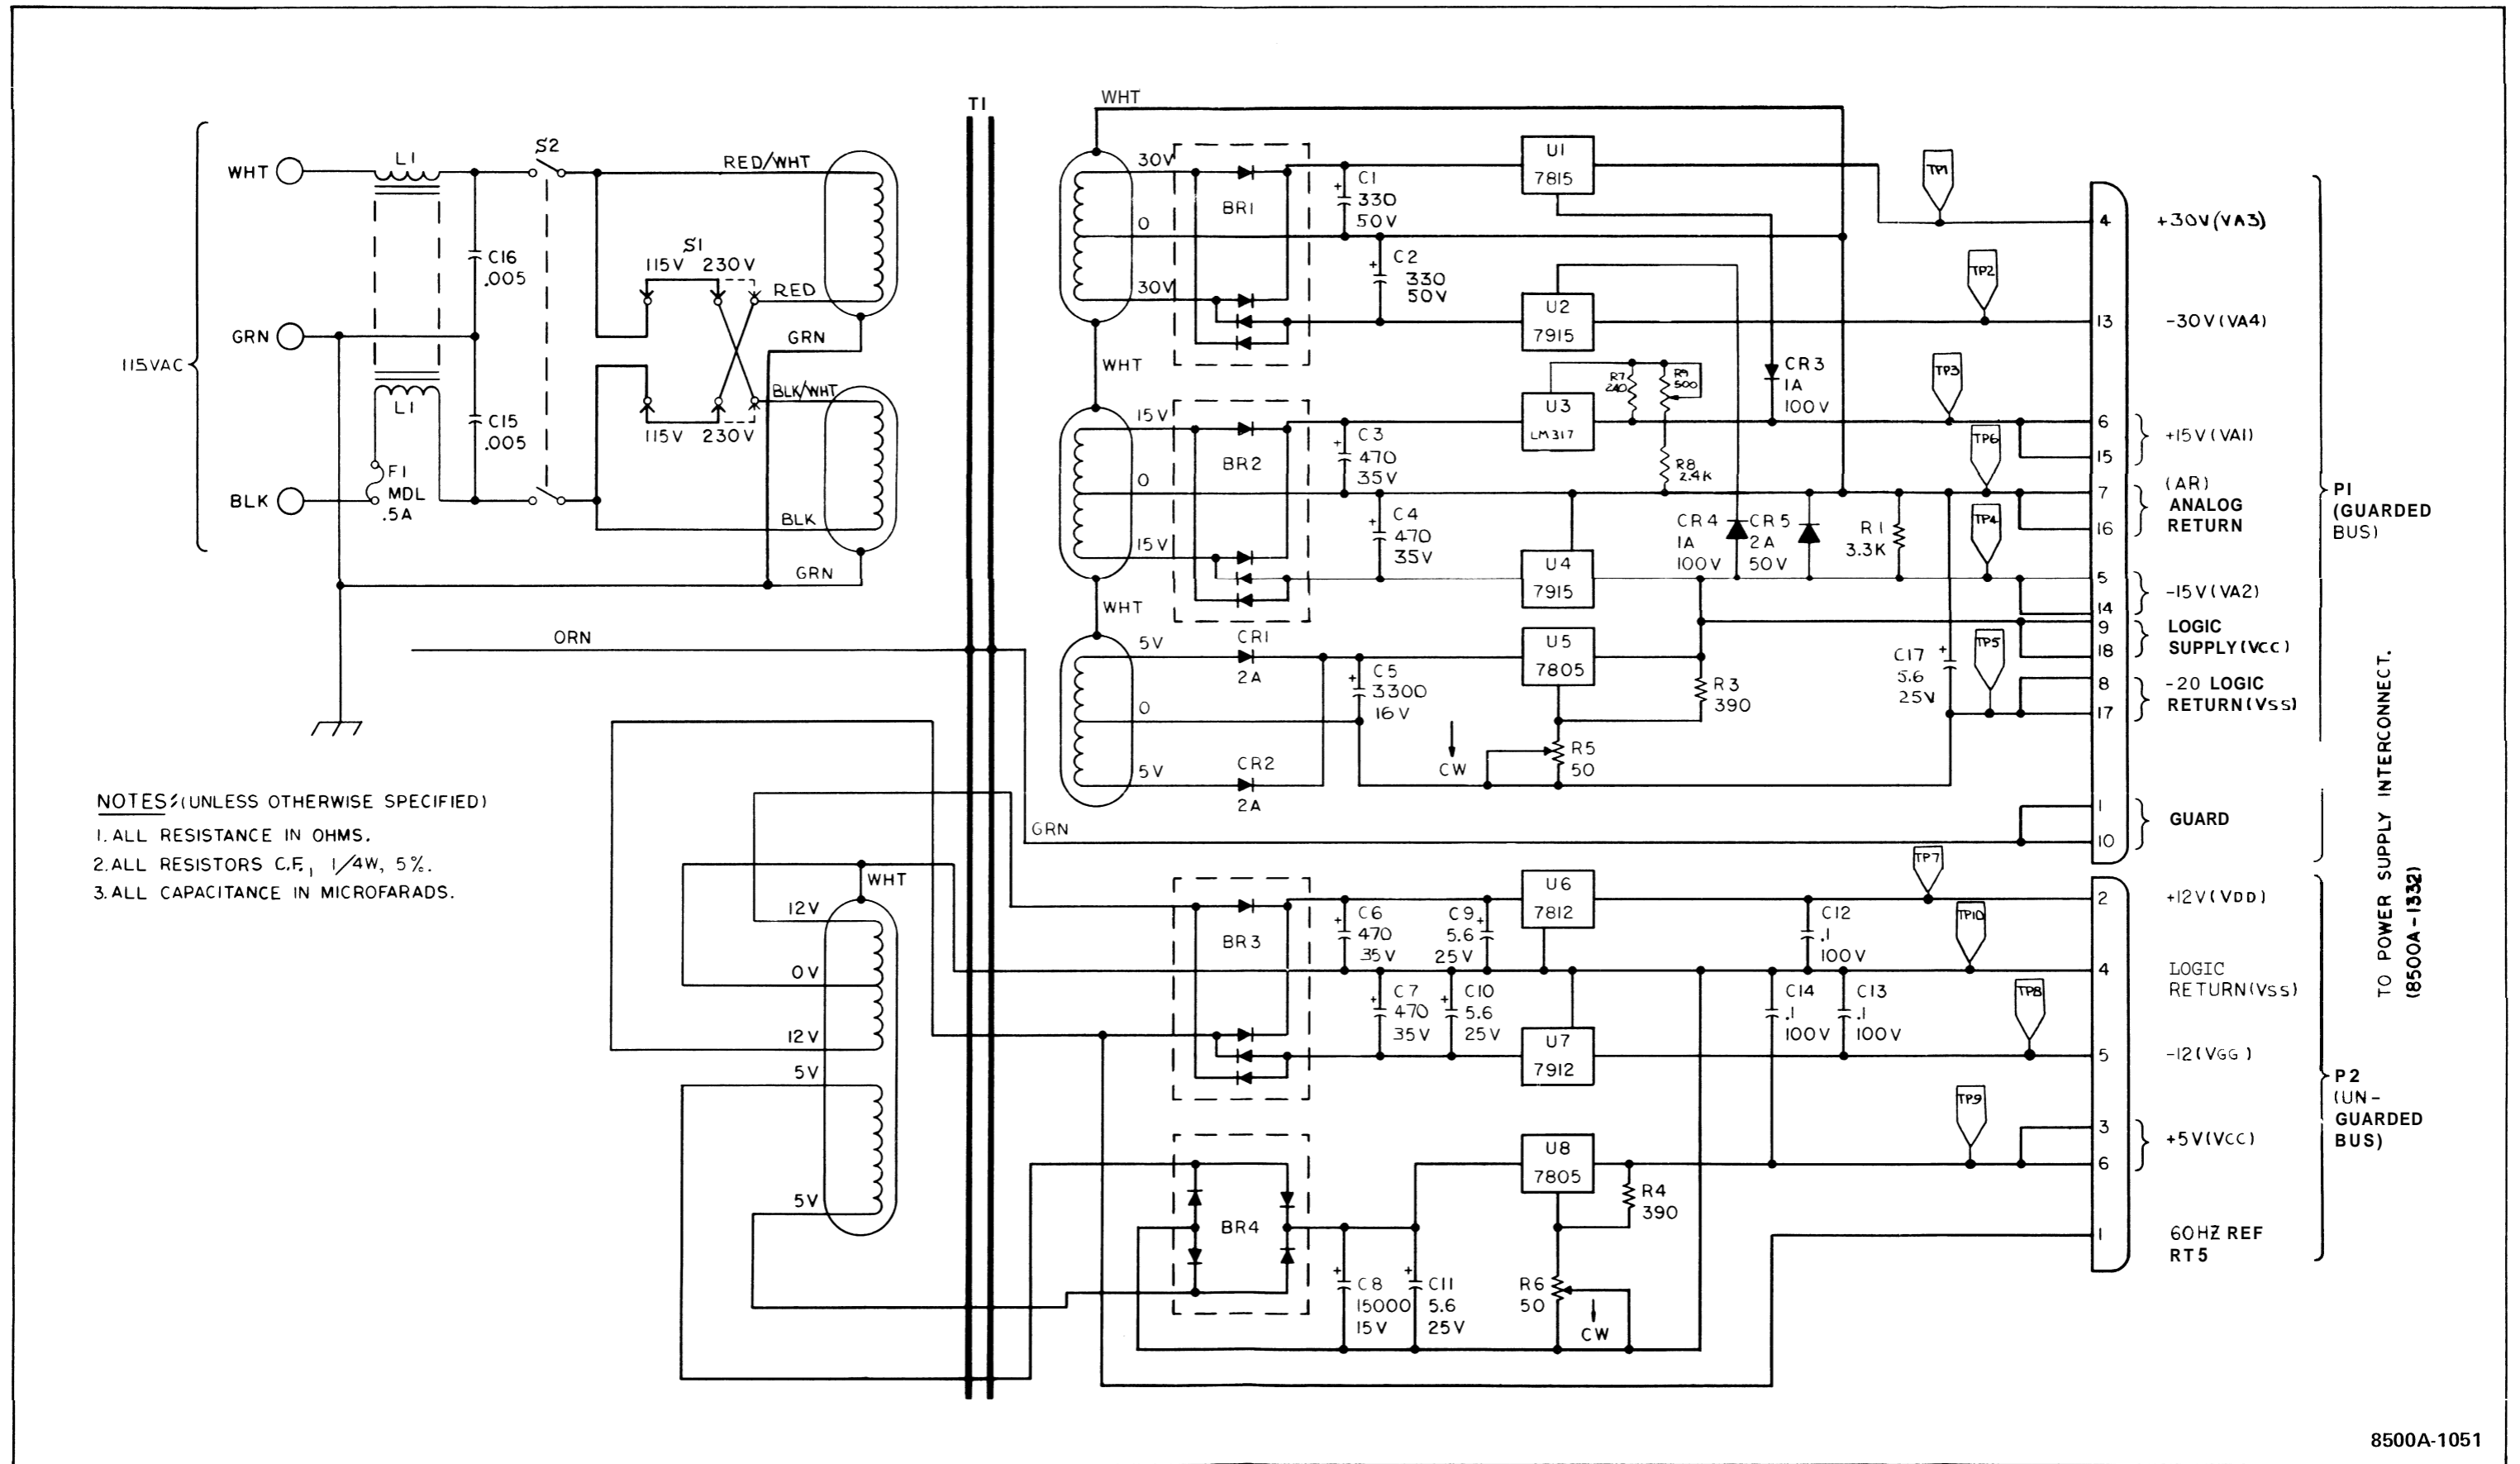 T1
WHT
115VAC
WHT
L1
S2
RED/WHT
C16
.005
S1
115V 230V
RED
GRN
GRN
BLK/WHT
L1
C15
.005
115V 230V
F1
MDL
.5A
BLK
BLK
GRN
ORN
NOTES:(UNLESS OTHERWISE SPECIFIED)
1. ALL RESISTANCE IN OHMS.
2. ALL RESISTORS C.F., 1/4W, 5%.
3. ALL CAPACITANCE IN MICROFARADS.
WHT
12V
0V
12V
5V
5V
30V
0
30V
BR1
C1
330
50V
C2
330
50V
U1
7815
U2
7915
TP1
TP2
WHT
15V
0
15V
BR2
C3
470
35V
C4
470
35V
U3
LM317
R7
240
R9
500
R8
2.4K
CR3
1A
100V
TP3
TP6
U4
7915
CR4
1A
100V
CR5
2A
50V
R1
3.3K
TP4
WHT
5V
0
5V
CR1
2A
CR2
2A
C5
3300
16V
U5
7805
R3
390
CW
R5
50
C17
5.6
25V
TP5
GRN
BR3
C6
470
35V
C9
5.6
25V
U6
7812
C12
.1
100V
TP7
TP10
C7
470
35V
C10
5.6
25V
U7
7912
C14
.1
100V
C13
.1
100V
TP8
BR4
C8
15000
15V
C11
5.6
25V
U8
7805
R4
390
R6
50
CW
TP9
4 +30V(VA3)
13 -30V(VA4)
6
15
+15V(VA1)
7
16
(AR)
ANALOG
RETURN
5
14
-15V(VA2)
9
18
LOGIC
SUPPLY(VCC)
8
17
-20 LOGIC
RETURN(VSS)
1
10
GUARD
P1
(GUARDED
BUS)
2 +12V(VDD)
4 LOGIC
RETURN(VSS)
5 -12(VGG)
3
6
+5V(VCC)
1 60HZ REF
RT5
P2
(UN-
GUARDED
BUS)
TO POWER SUPPLY INTERCONNECT.
(8500A-1332)
8500A-1051